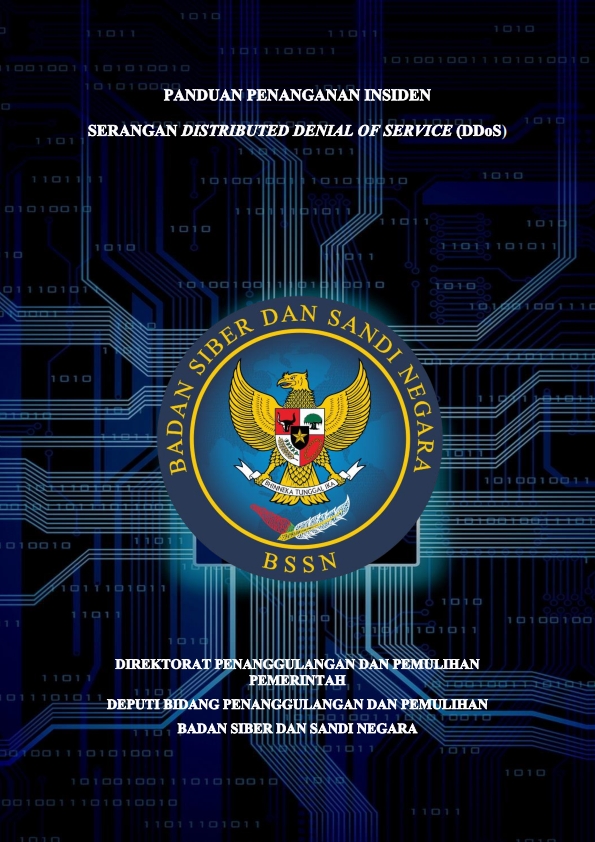 PANDUAN PENANGANAN INSIDEN
SERANGAN DISTRIBUTED DENIAL OF SERVICE (DDoS)
BADAN SIBER DAN SANDI NEGARA
BHINNEKA TUNGGAL IKA
BSSN
DIREKTORAT PENANGGULANGAN DAN PEMULIHAN
PEMERINTAH
DEPUTI BIDANG PENANGGULANGAN DAN PEMULIHAN
BADAN SIBER DAN SANDI NEGARA